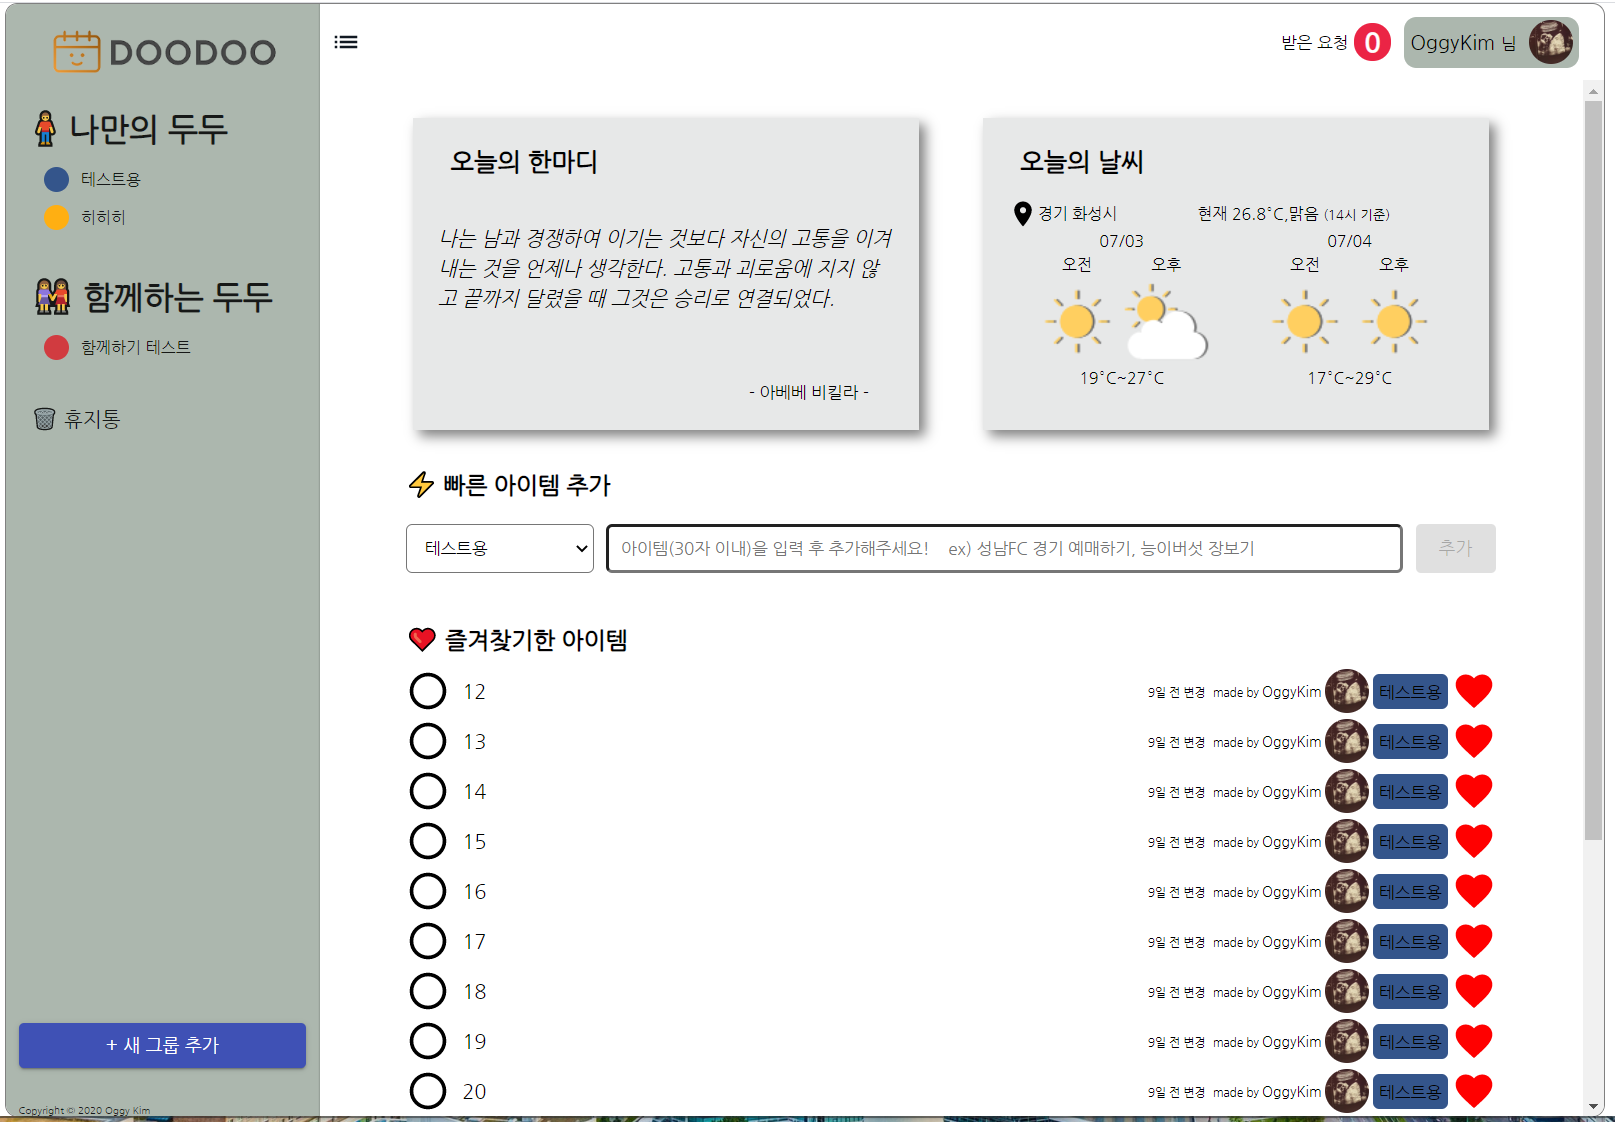 DOODOO
받은 요청 0
OggyKim 님
나만의 두두
테스트용
히히히
함께하는 두두
함께하기 테스트
휴지통
+ 새 그룹 추가
Copyright © 2020 Oggy Kim
오늘의 한마디
나는 남과 경쟁하여 이기는 것보다 자신의 고통을 이겨
내는 것을 언제나 생각한다. 고통과 괴로움에 지지 않
고 끝까지 달렸을 때 그것은 승리로 연결되었다.
- 아베베 비킬라 -
오늘의 날씨
경기 화성시 현재 26.8°C,맑음 (14시 기준)
07/03 07/04
오전 오후 오전 오후
19°C~27°C 17°C~29°C
빠른 아이템 추가
테스트용 아이템(30자 이내)을 입력 후 추가해주세요! ex) 성남FC 경기 예매하기, 능이버섯 장보기 추가
즐겨찾기한 아이템
12 9일 전 변경 made by OggyKim 테스트용
13 9일 전 변경 made by OggyKim 테스트용
14 9일 전 변경 made by OggyKim 테스트용
15 9일 전 변경 made by OggyKim 테스트용
16 9일 전 변경 made by OggyKim 테스트용
17 9일 전 변경 made by OggyKim 테스트용
18 9일 전 변경 made by OggyKim 테스트용
19 9일 전 변경 made by OggyKim 테스트용
20 9일 전 변경 made by OggyKim 테스트용